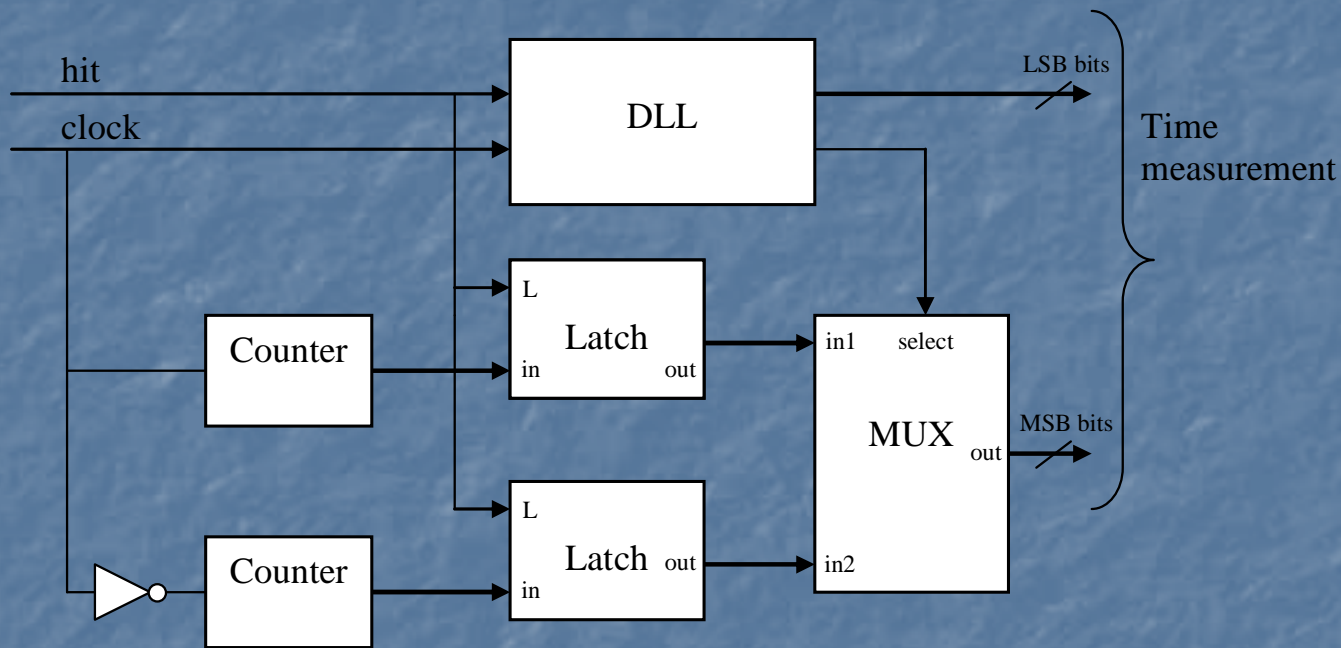 hit
clock
DLL
LSB bits
Time
measurement
L
Latch
in
out
Counter
in1
select
MUX
out
in2
MSB bits
L
Latch
out
in
Counter